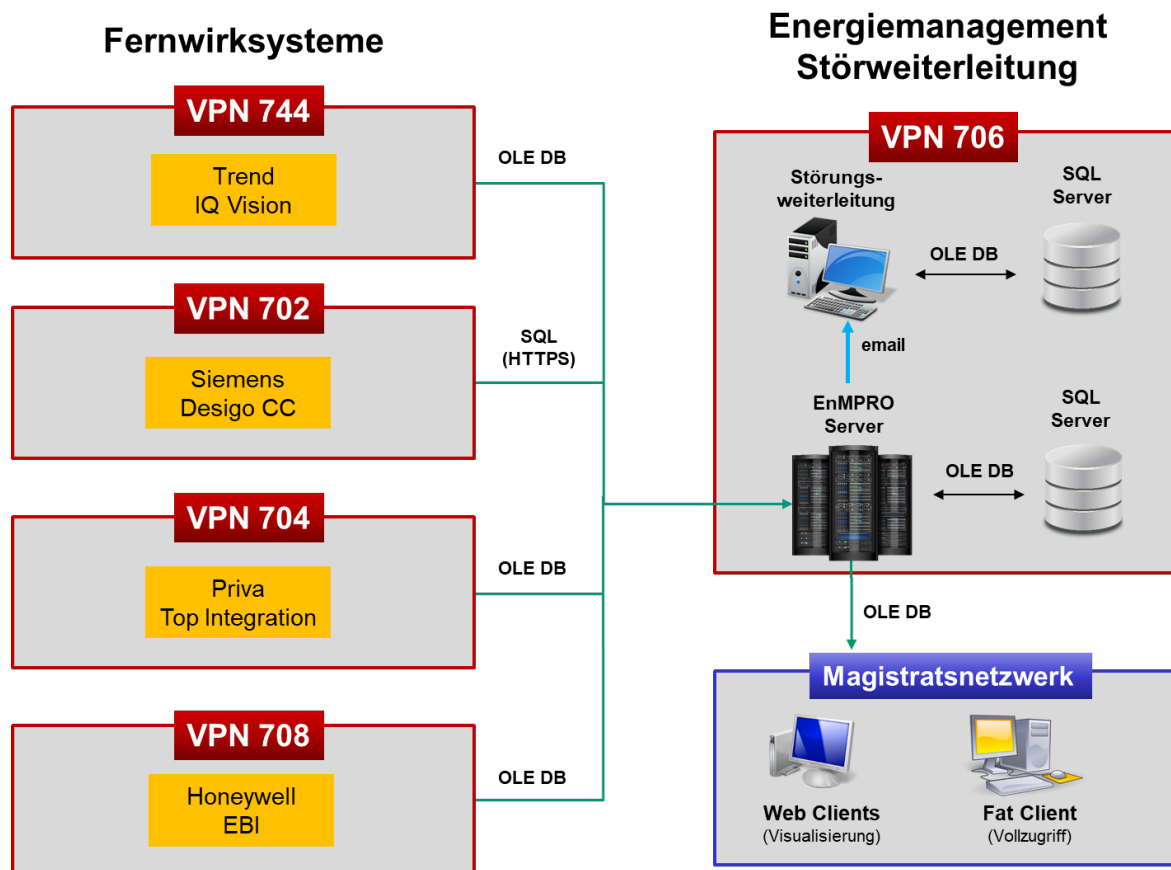 Fernwirksysteme
VPN 744
Trend
IQ Vision
OLE DB
VPN 702
Siemens
Desigo CC
SQL
(HTTPS)
VPN 704
Priva
Top Integration
OLE DB
VPN 708
Honeywell
EBI
OLE DB
Energiemanagement
Störweiterleitung
VPN 706
Störungs-
weiterleitung
OLE DB
SQL
Server
email
EnMPRO
Server
OLE DB
SQL
Server
OLE DB
Magistratsnetzwerk
Web Clients
(Visualisierung)
Fat Client
(Vollzugriff)